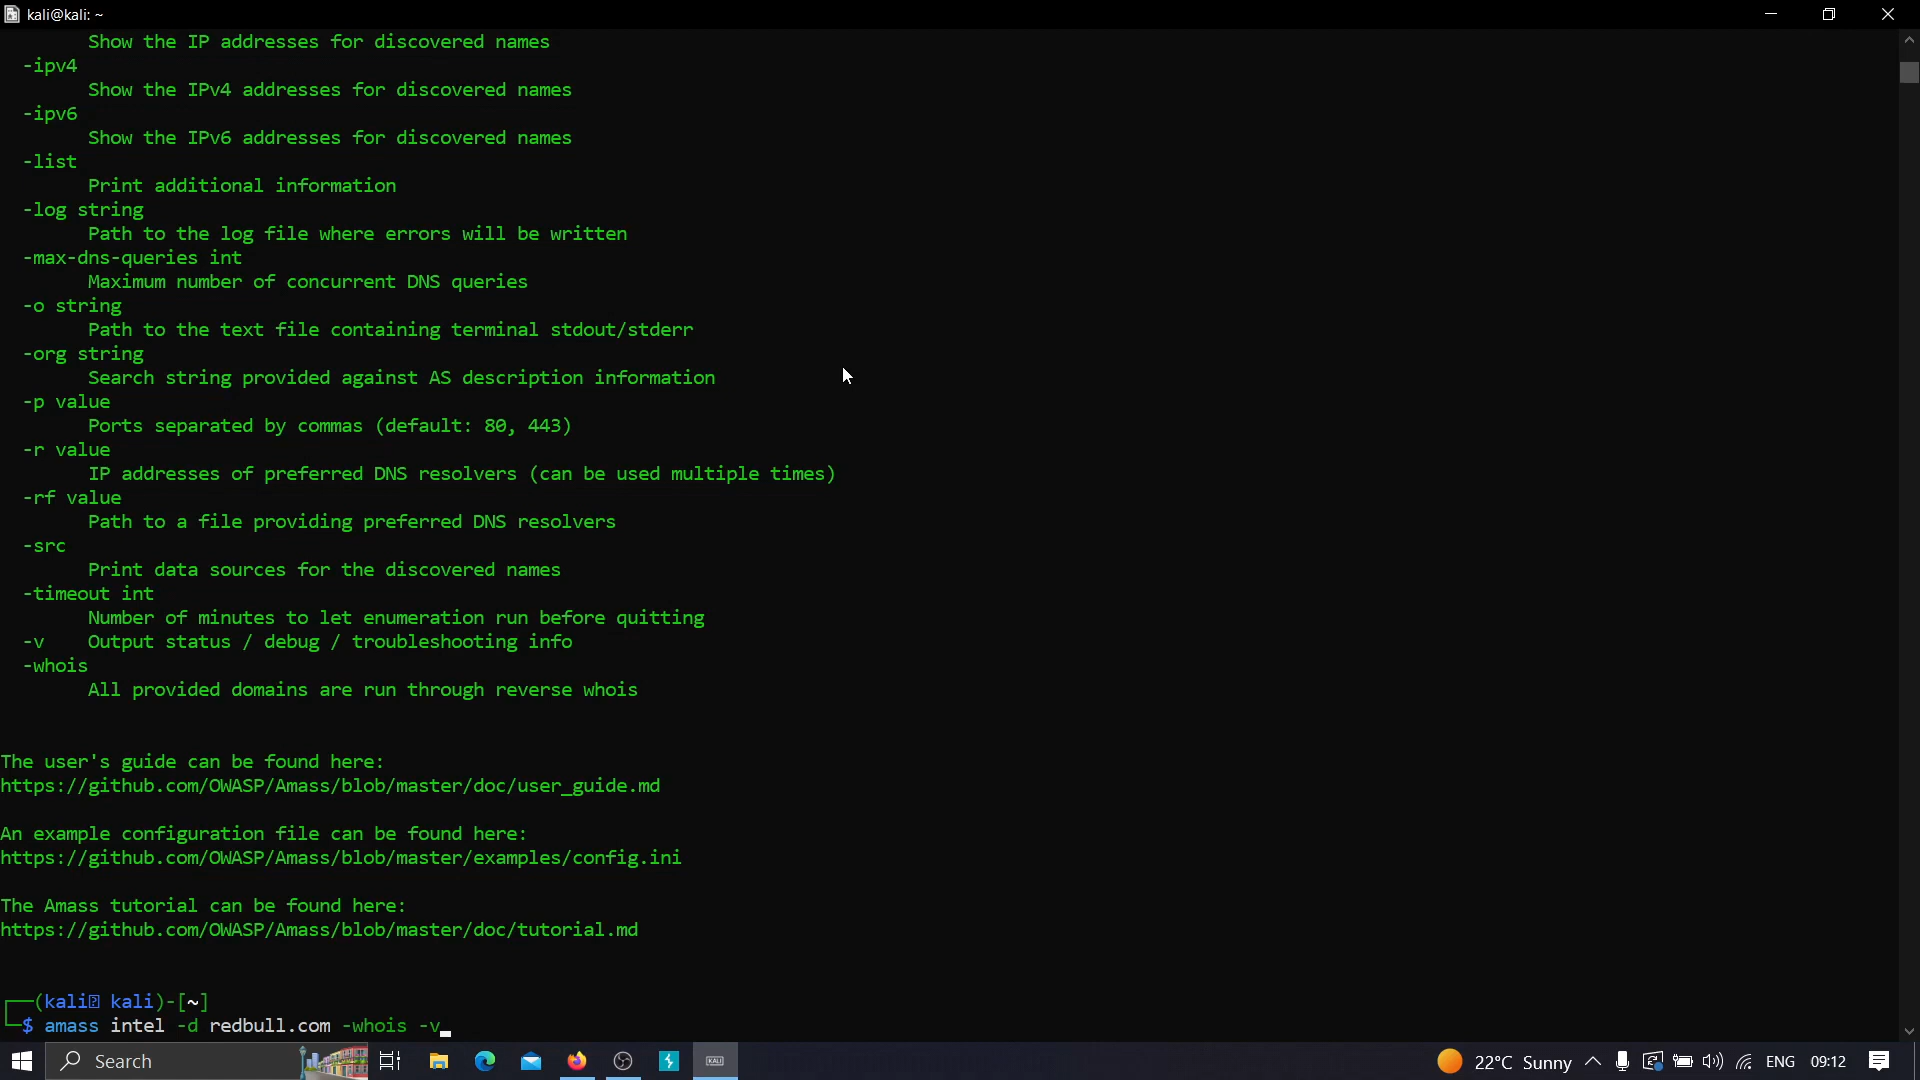 kali@kali: ~
Show the IP addresses for discovered names
-ipv4
Show the IPv4 addresses for discovered names
-ipv6
Show the IPv6 addresses for discovered names
-list
Print additional information
-log string
Path to the log file where errors will be written
-max-dns-queries int
Maximum number of concurrent DNS queries
-o string
Path to the text file containing terminal stdout/stderr
-org string
Search string provided against AS description information
-p value
Ports separated by commas (default: 80, 443)
-r value
IP addresses of preferred DNS resolvers (can be used multiple times)
-rf value
Path to a file providing preferred DNS resolvers
-src
Print data sources for the discovered names
-timeout int
Number of minutes to let enumeration run before quitting
-v Output status / debug / troubleshooting info
-whois
All provided domains are run through reverse whois
The user's guide can be found here:
https://github.com/OWASP/Amass/blob/master/doc/user_guide.md
An example configuration file can be found here:
https://github.com/OWASP/Amass/blob/master/examples/config.ini
The Amass tutorial can be found here:
https://github.com/OWASP/Amass/blob/master/doc/tutorial.md
(kali kali)-[~]
$ amass intel -d redbull.com -whois -v
Search KALI 22°C Sunny ENG 09:12